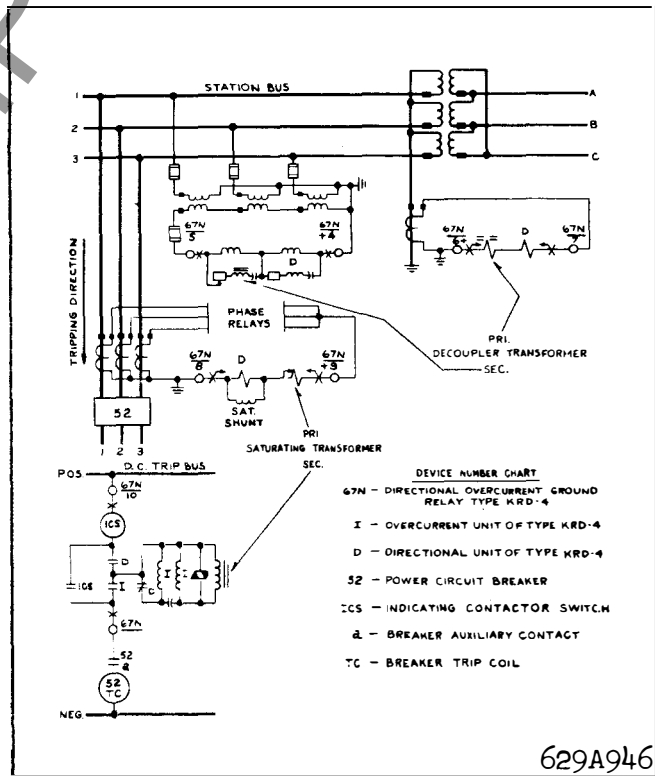 STATION BUS
1
2
3
A
B
C
67N
5
67N
+4
D
67N
6+
D
67N
7
TRIPPING DIRECTION
PHASE
RELAYS
PRI.
DECOUPLER TRANSFORMER
SEC.
67N
8
D
67N
+9
SAT.
SHUNT
52
PRI
SATURATING TRANSFORMER
SEC.
1 2 3
POS.
D.C. TRIP BUS
67N
10
ICS
ICS
D
I
C
I
I
67N
52
a
52
TC
NEG.
DEVICE NUMBER CHART
67N - DIRECTIONAL OVERCURRENT GROUND
RELAY TYPE KRD-4
I - OVERCURRENT UNIT OF TYPE KRD-4
D - DIRECTIONAL UNIT OF TYPE KRD-4
52 - POWER CIRCUIT BREAKER
ICS - INDICATING CONTACTOR SWITCH
a - BREAKER AUXILIARY CONTACT
TC - BREAKER TRIP COIL
629A946